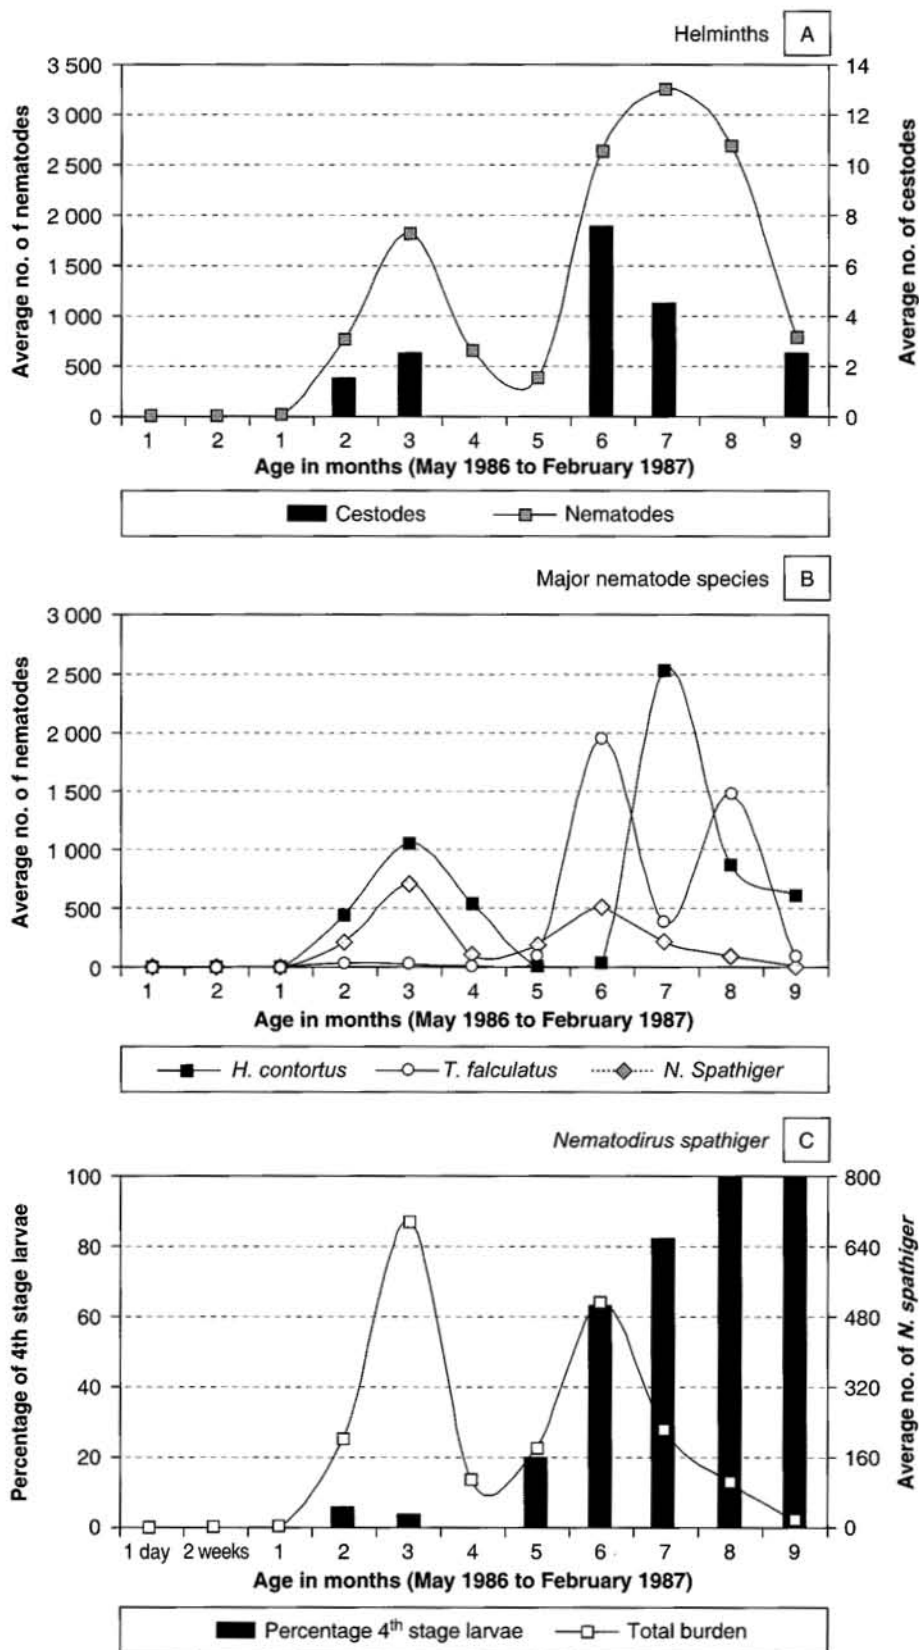 Helminths A
3 500 14
3 000 12
2 500 10
2 000 8
1 500 6
1 000 4
500 2
0 0
Average no. o f nematodes
Average no. of cestodes
1 2 1 2 3 4 5 6 7 8 9
Age in months (May 1986 to February 1987)
Cestodes Nematodes
Major nematode species B
3 000
2 500
2 000
1 500
1 000
500
0
Average no. o f nematodes
1 2 1 2 3 4 5 6 7 8 9
Age in months (May 1986 to February 1987)
H. contortus T. falculatus N. Spathiger
Nematodirus spathiger C
100 800
80 640
60 480
40 320
20 160
0 0
Percentage of 4th stage larvae
Average no. of N. spathiger
1 day 2 weeks 1 2 3 4 5 6 7 8 9
Age in months (May 1986 to February 1987)
Percentage 4th stage larvae Total burden